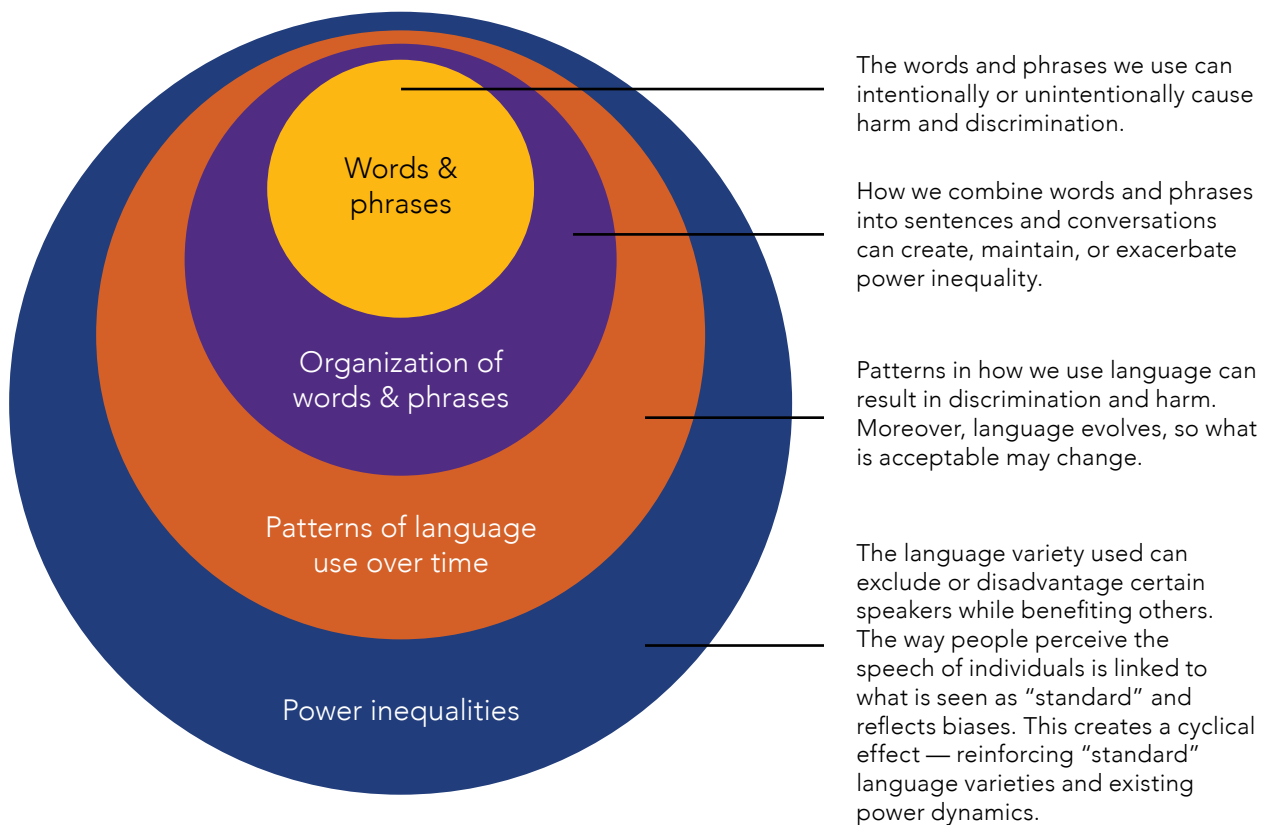 Words &
phrases
Organization of
words & phrases
Patterns of language
use over time
Power inequalities
The words and phrases we use can
intentionally or unintentionally cause
harm and discrimination.
How we combine words and phrases
into sentences and conversations
can create, maintain, or exacerbate
power inequality.
Patterns in how we use language can
result in discrimination and harm.
Moreover, language evolves, so what
is acceptable may change.
The language variety used can
exclude or disadvantage certain
speakers while benefiting others.
The way people perceive the
speech of individuals is linked to
what is seen as “standard” and
reflects biases. This creates a cyclical
effect — reinforcing “standard”
language varieties and existing
power dynamics.